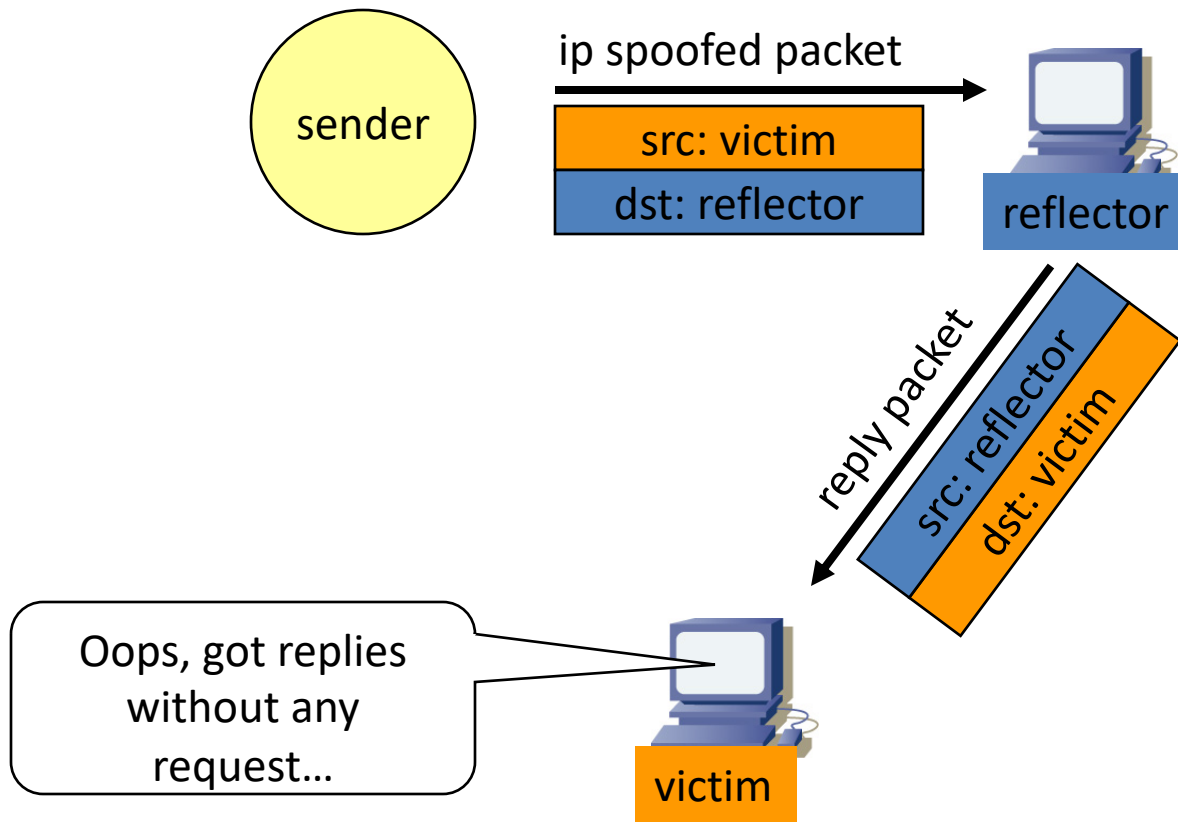 ip spoofed packet
sender
src: victim
dst: reflector
reflector
reply packet
src: reflector
dst: victim
Oops, got replies
without any
request…
victim